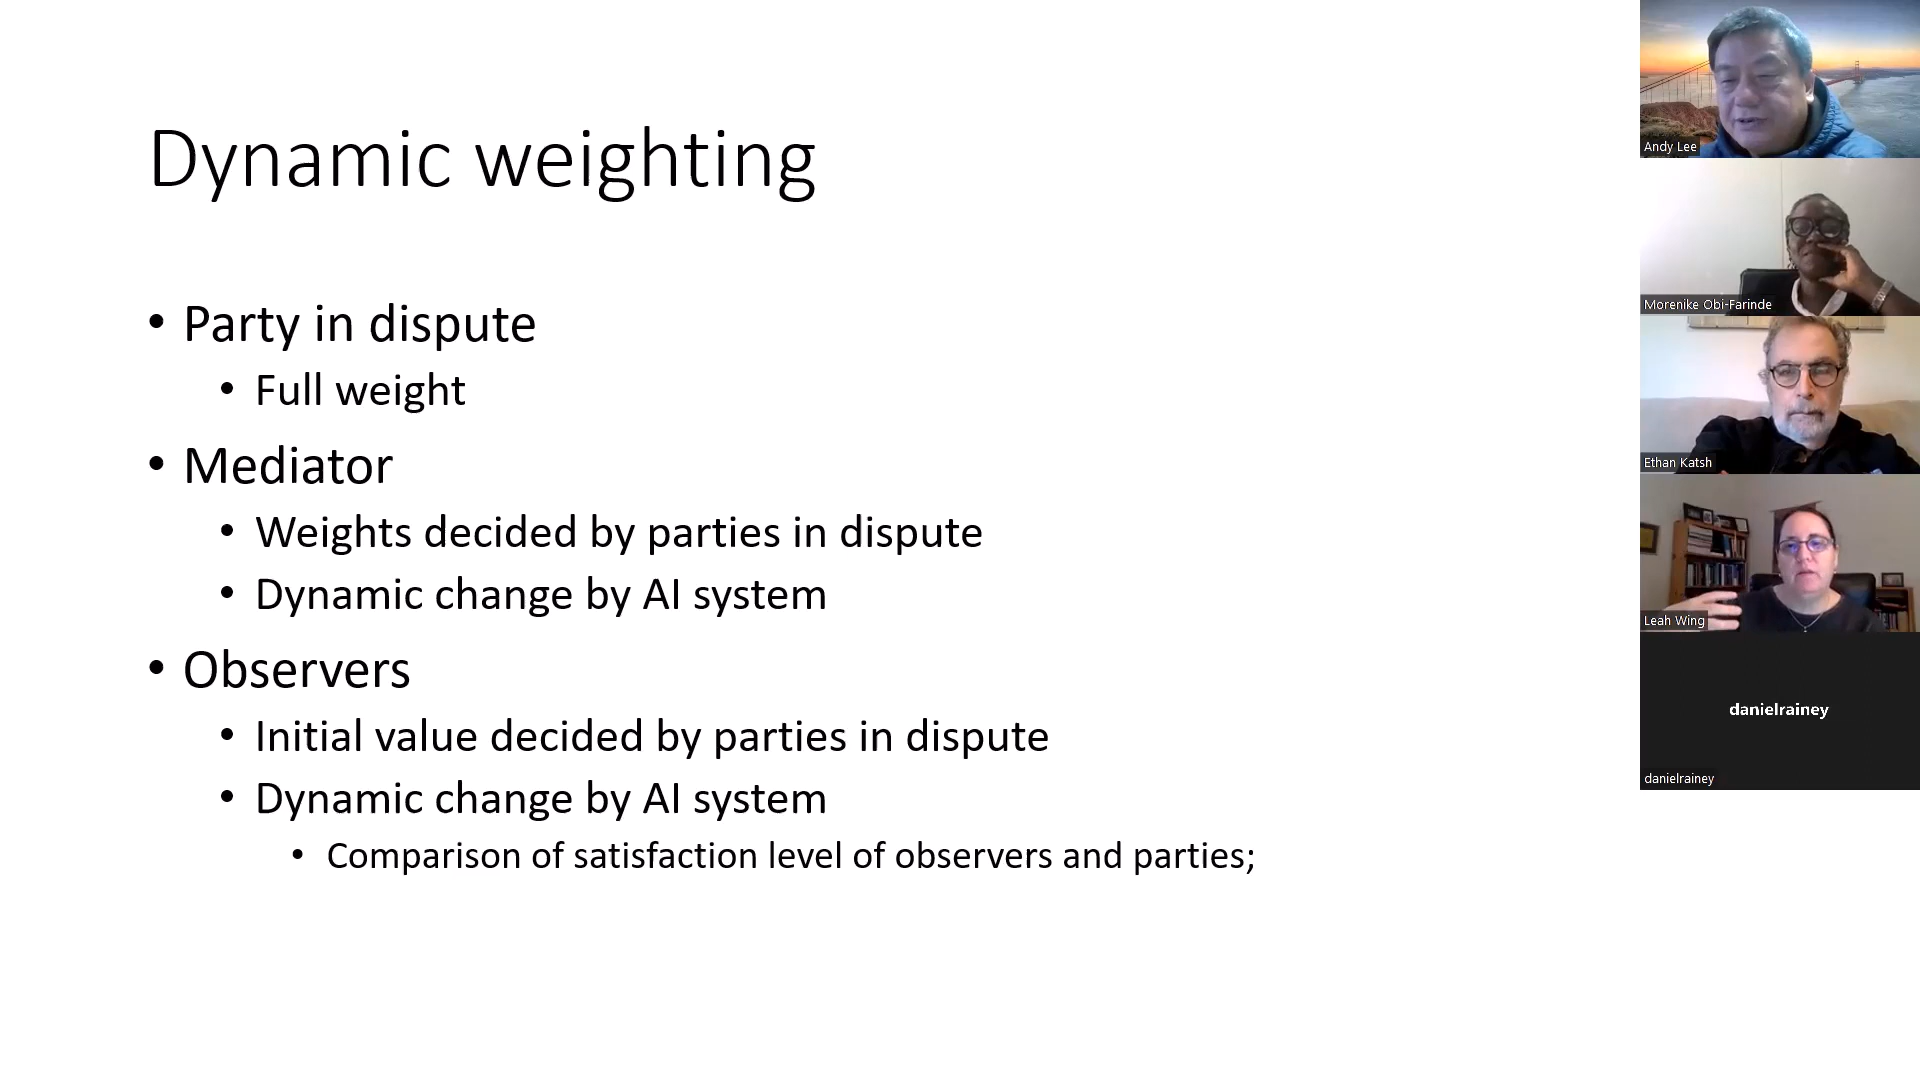 Dynamic weighting
• Party in dispute
• Full weight
• Mediator
• Weights decided by parties in dispute
• Dynamic change by AI system
• Observers
• Initial value decided by parties in dispute
• Dynamic change by AI system
• Comparison of satisfaction level of observers and parties;
Andy Lee
Morenike Obi-Farinde
Ethan Katsh
Leah Wing
danielrainey
danielrainey